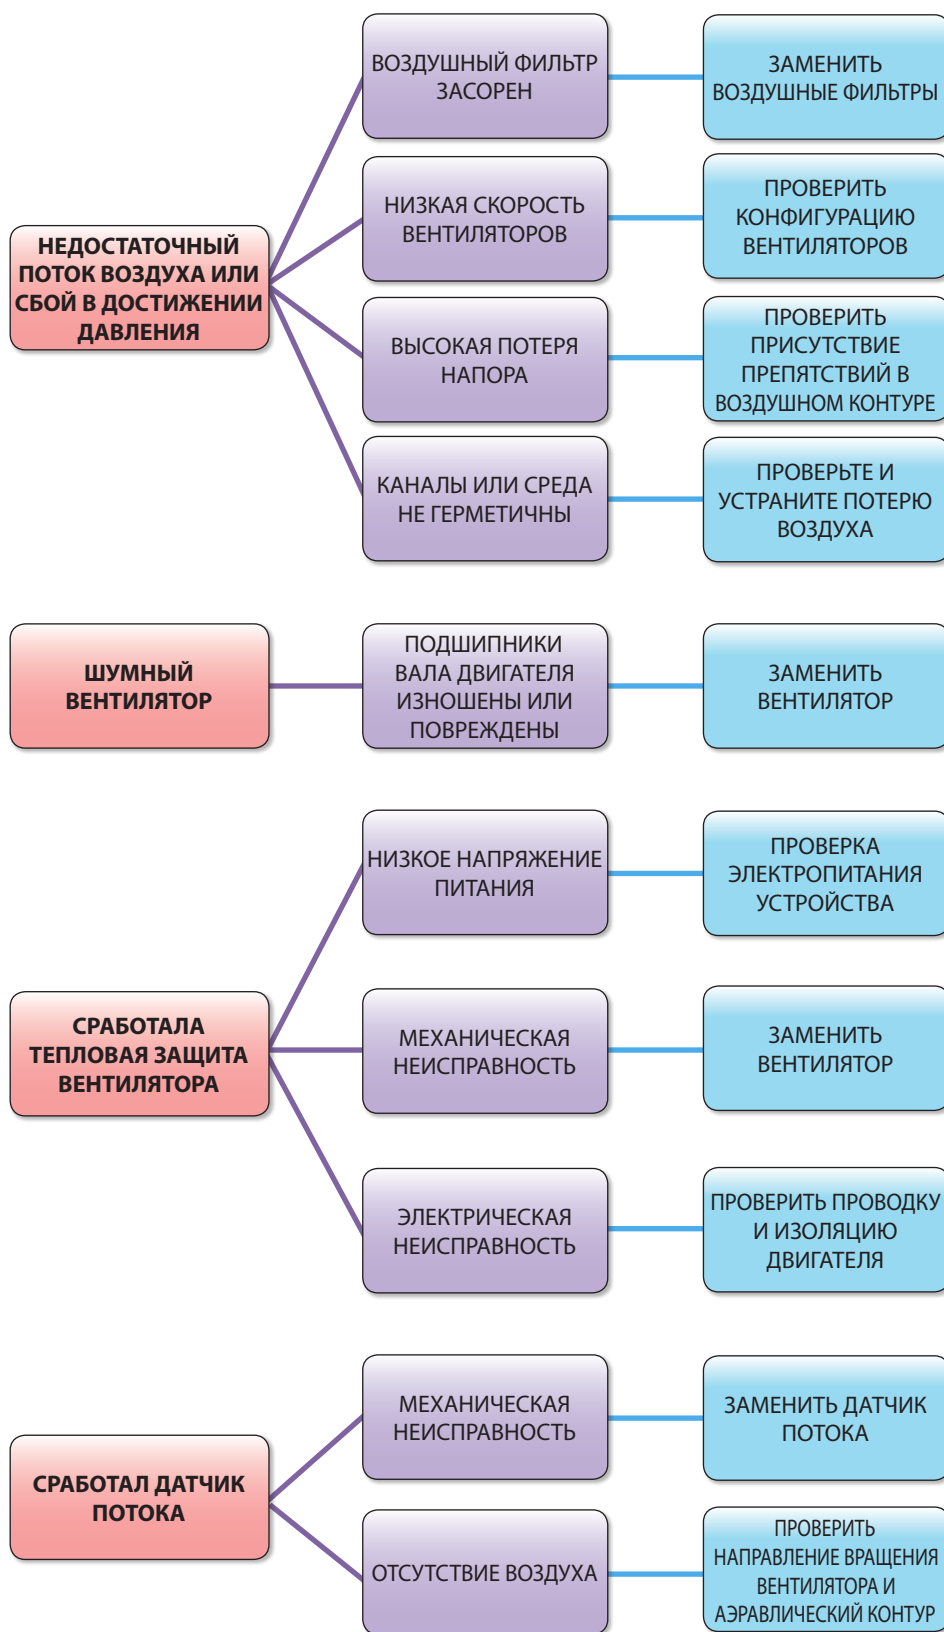 ВОЗДУШНЫЙ ФИЛЬТР
ЗАСОРЕН
ЗАМЕНИТЬ
ВОЗДУШНЫЕ ФИЛЬТРЫ
НЕДОСТАТОЧНЫЙ
ПОТОК ВОЗДУХА ИЛИ
СБОЙ В ДОСТИЖЕНИИ
ДАВЛЕНИЯ
НИЗКАЯ СКОРОСТЬ
ВЕНТИЛЯТОРОВ
ПРОВЕРИТЬ
КОНФИГУРАЦИЮ
ВЕНТИЛЯТОРОВ
ВЫСОКАЯ ПОТЕРЯ
НАПОРА
ПРОВЕРИТЬ
ПРИСУТСТВИЕ
ПРЕПЯТСТВИЙ В
ВОЗДУШНОМ КОНТУРЕ
КАНАЛЫ ИЛИ СРЕДА
НЕ ГЕРМЕТИЧНЫ
ПРОВЕРЬТЕ И
УСТРАНИТЕ ПОТЕРЮ
ВОЗДУХА
ШУМНЫЙ
ВЕНТИЛЯТОР
ПОДШИПНИКИ
ВАЛА ДВИГАТЕЛЯ
ИЗНОШЕНЫ ИЛИ
ПОВРЕЖДЕНЫ
ЗАМЕНИТЬ
ВЕНТИЛЯТОР
НИЗКОЕ НАПРЯЖЕНИЕ
ПИТАНИЯ
ПРОВЕРКА
ЭЛЕКТРОПИТАНИЯ
УСТРОЙСТВА
СРАБОТАЛА
ТЕПЛОВАЯ ЗАЩИТА
ВЕНТИЛЯТОРА
МЕХАНИЧЕСКАЯ
НЕИСПРАВНОСТЬ
ЗАМЕНИТЬ
ВЕНТИЛЯТОР
ЭЛЕКТРИЧЕСКАЯ
НЕИСПРАВНОСТЬ
ПРОВЕРИТЬ ПРОВОДКУ
И ИЗОЛЯЦИЮ
ДВИГАТЕЛЯ
МЕХАНИЧЕСКАЯ
НЕИСПРАВНОСТЬ
ЗАМЕНИТЬ ДАТЧИК
ПОТОКА
СРАБОТАЛ ДАТЧИК
ПОТОКА
ОТСУТСТВИЕ ВОЗДУХА
ПРОВЕРИТЬ
НАПРАВЛЕНИЕ ВРАЩЕНИЯ
ВЕНТИЛЯТОРА И
АЭРАВЛИЧЕСКИЙ КОНТУР